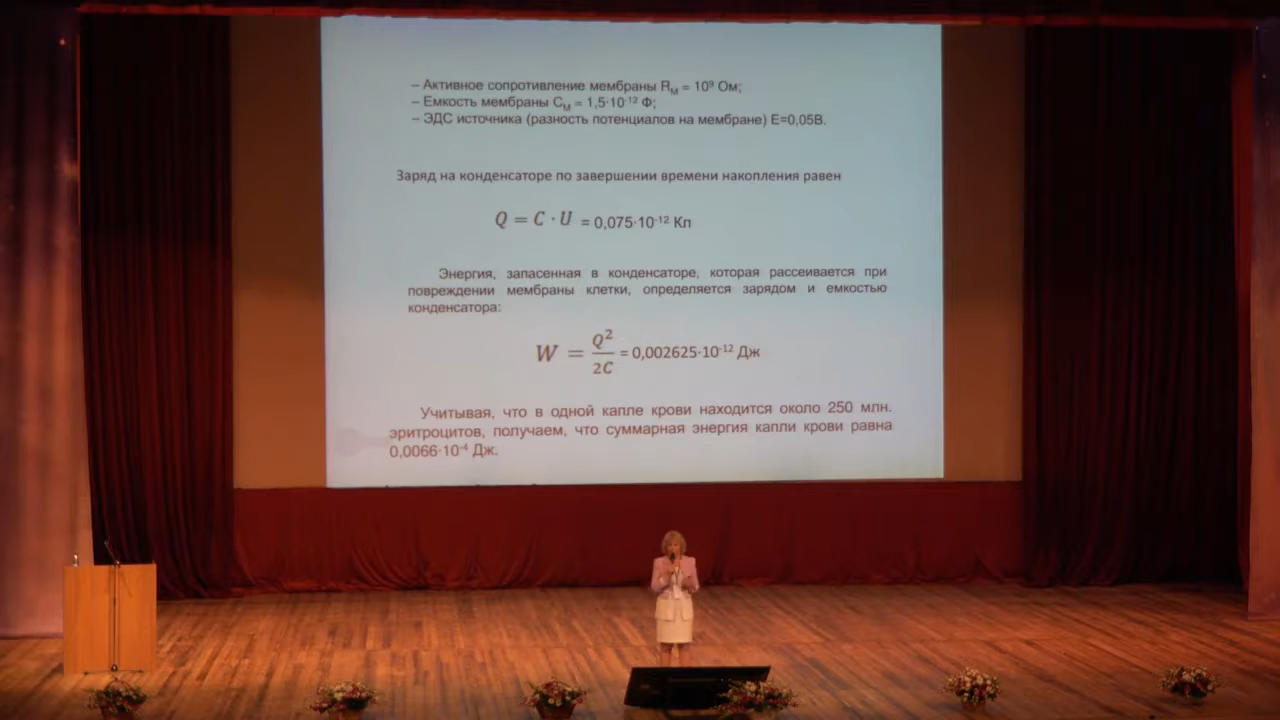 – Активное сопротивление мембраны Rм = 10⁹ Ом;
– Емкость мембраны Cм = 1,5·10⁻¹² Ф;
– ЭДС источника (разность потенциалов на мембране) Е=0,05В.
Заряд на конденсаторе по завершении времени накопления равен
Q = C · U = 0,075·10⁻¹² Кл
Энергия, запасенная в конденсаторе, которая рассеивается при
повреждении мембраны клетки, определяется зарядом и емкостью
конденсатора:
W = Q²/2C = 0,002625·10⁻¹² Дж
Учитывая, что в одной капле крови находится около 250 млн.
эритроцитов, получаем, что суммарная энергия капли крови равна
0,0066·10⁻⁴ Дж.